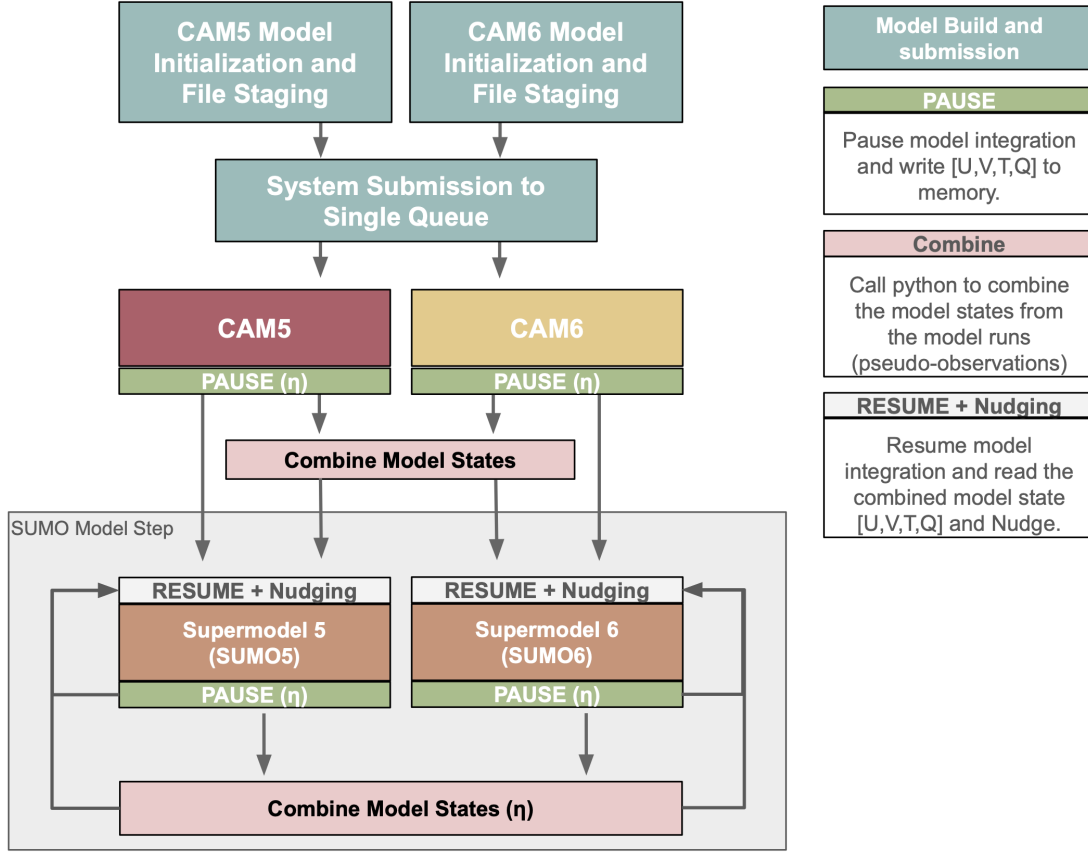 CAM5 Model
Initialization and
File Staging
CAM6 Model
Initialization and
File Staging
System Submission to
Single Queue
CAM5
PAUSE (η)
CAM6
PAUSE (η)
Combine Model States
SUMO Model Step
RESUME + Nudging
Supermodel 5
(SUMO5)
PAUSE (η)
RESUME + Nudging
Supermodel 6
(SUMO6)
PAUSE (η)
Combine Model States (η)
Model Build and
submission
PAUSE
Pause model integration
and write [U,V,T,Q] to
memory.
Combine
Call python to combine
the model states from
the model runs
(pseudo-observations)
RESUME + Nudging
Resume model
integration and read the
combined model state
[U,V,T,Q] and Nudge.